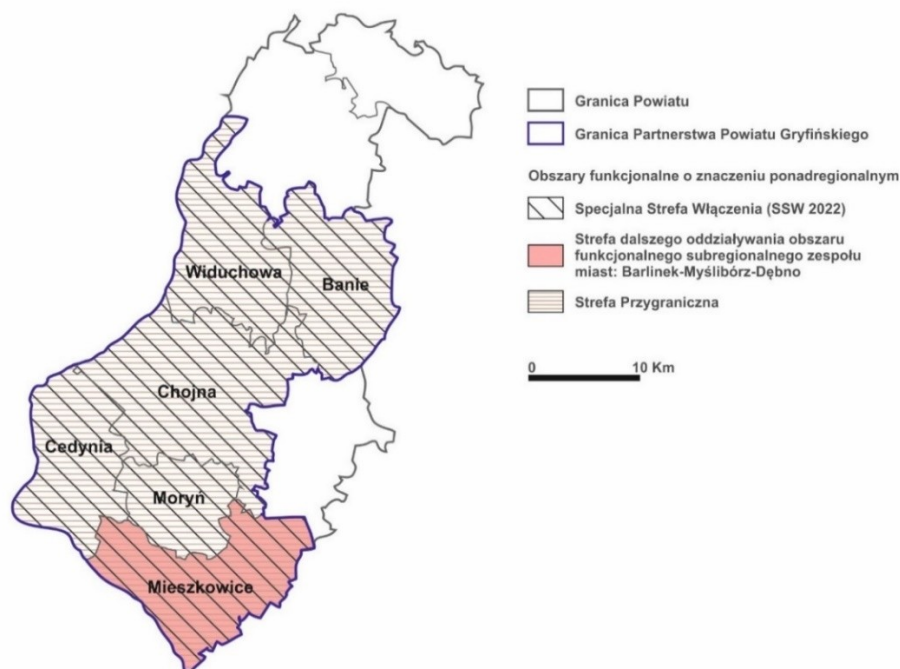 Granica Powiatu
Granica Partnerstwa Powiatu Gryfińskiego
Obszary funkcjonalne o znaczeniu ponadregionalnym
Specjalna Strefa Włączenia (SSW 2022)
Strefa dalszego oddziaływania obszaru
funkcjonalnego subregionalnego zespołu
miast: Barlinek-Myślibórz-Dębno
Strefa Przygraniczna
0 10 Km
Widuchowa
Banie
Chojna
Cedynia
Moryń
Mieszkowice